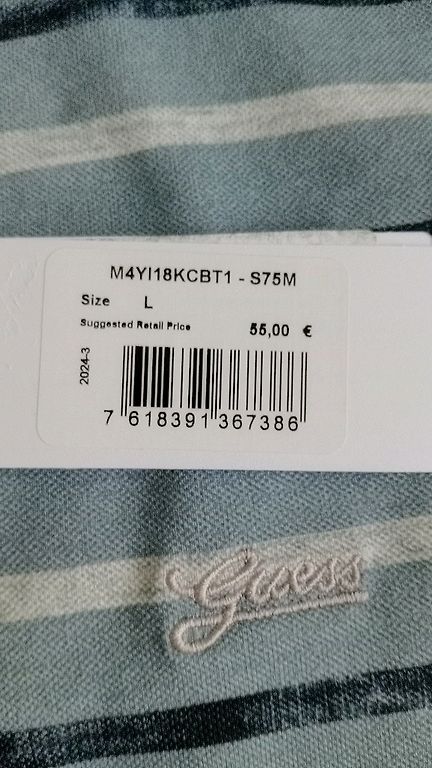 M4YI18KCBT1 - S75M
Size L
Suggested Retail Price 55,00 €
2024-3
7 618391 367386
Guess